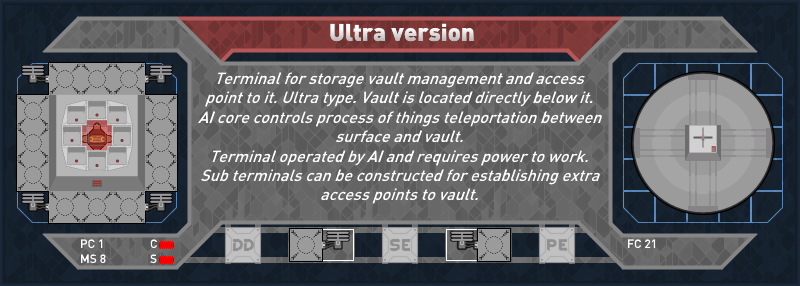 Ultra version
Terminal for storage vault management and access
point to it. Ultra type. Vault is located directly below it.
AI core controls process of things teleportation between
surface and vault.
Terminal operated by AI and requires power to work.
Sub terminals can be constructed for establishing extra
access points to vault.
PC 1 C
MS 8 S
DD SE PE
FC 21